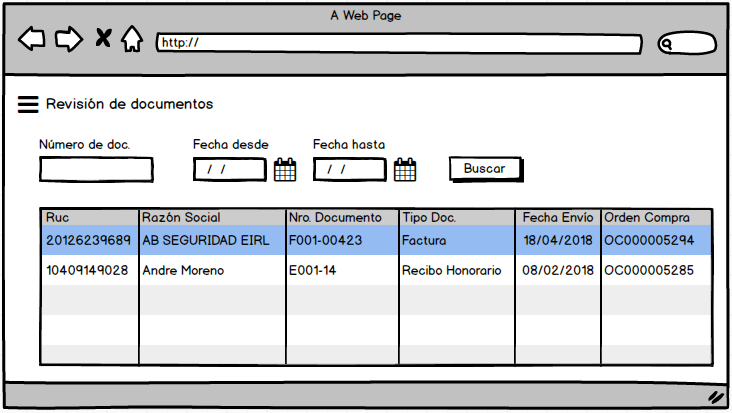 A Web Page
http://
Revisión de documentos
Número de doc. Fecha desde Fecha hasta
/ / / / Buscar
Ruc Razón Social Nro. Documento Tipo Doc. Fecha Envío Orden Compra
20126239689 AB SEGURIDAD EIRL F001-00423 Factura 18/04/2018 OC000005294
10409149028 Andre Moreno E001-14 Recibo Honorario 08/02/2018 OC000005285